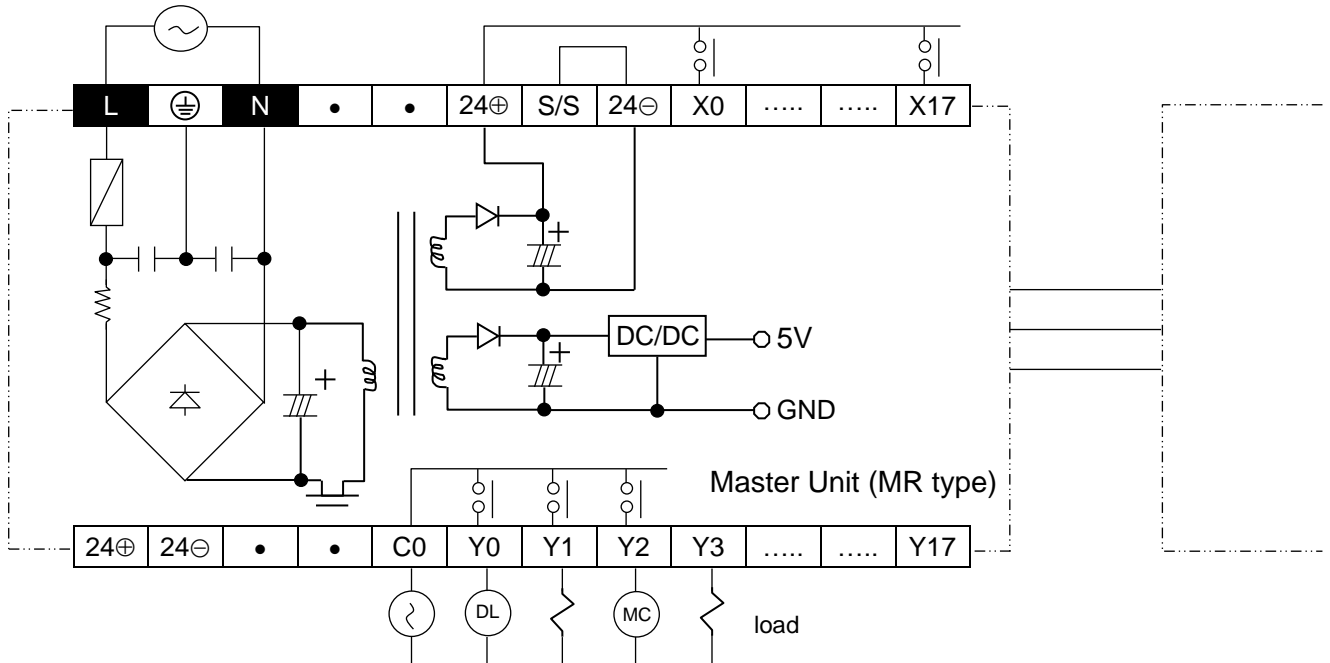 L N • • 24⊕ S/S 24⊖ X0 ….. ….. X17
+
DC/DC 5V
+
+
GND
Master Unit (MR type)
24⊕ 24⊖ • • C0 Y0 Y1 Y2 Y3 ….. ….. Y17
DL MC load